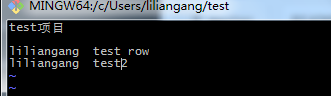 MINGW64:/c/Users/liliangang/test
test项目
liliangang  test row
liliangang  test2
~
~